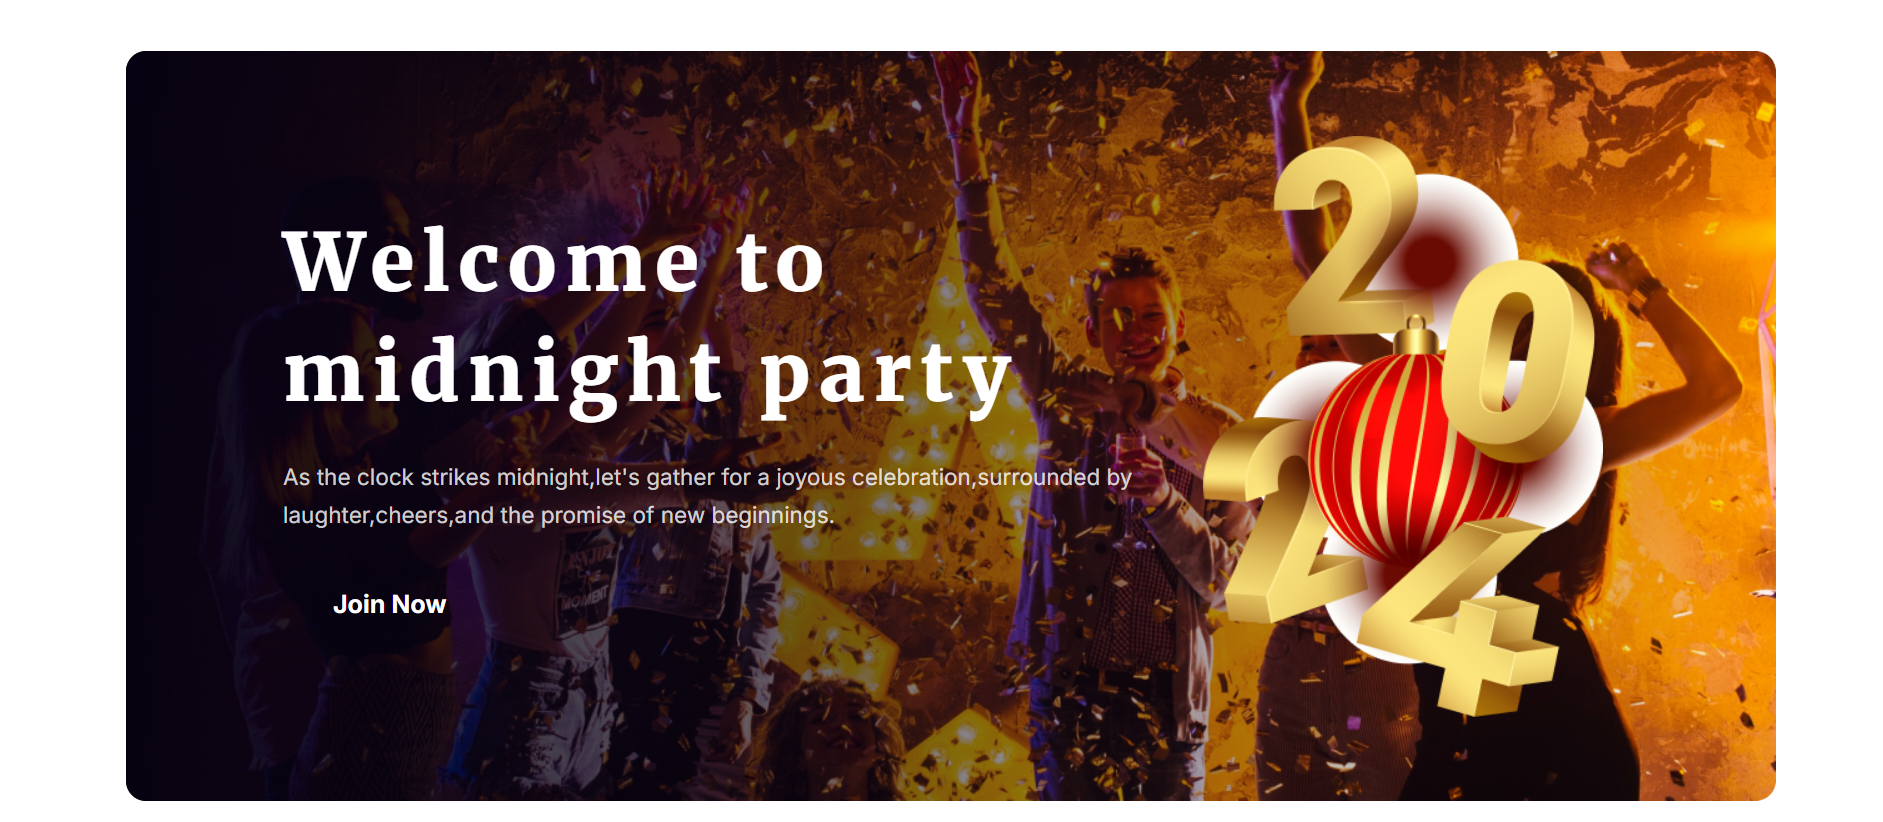 Welcome to
midnight party
As the clock strikes midnight,let's gather for a joyous celebration,surrounded by
laughter,cheers,and the promise of new beginnings.
Join Now
2024